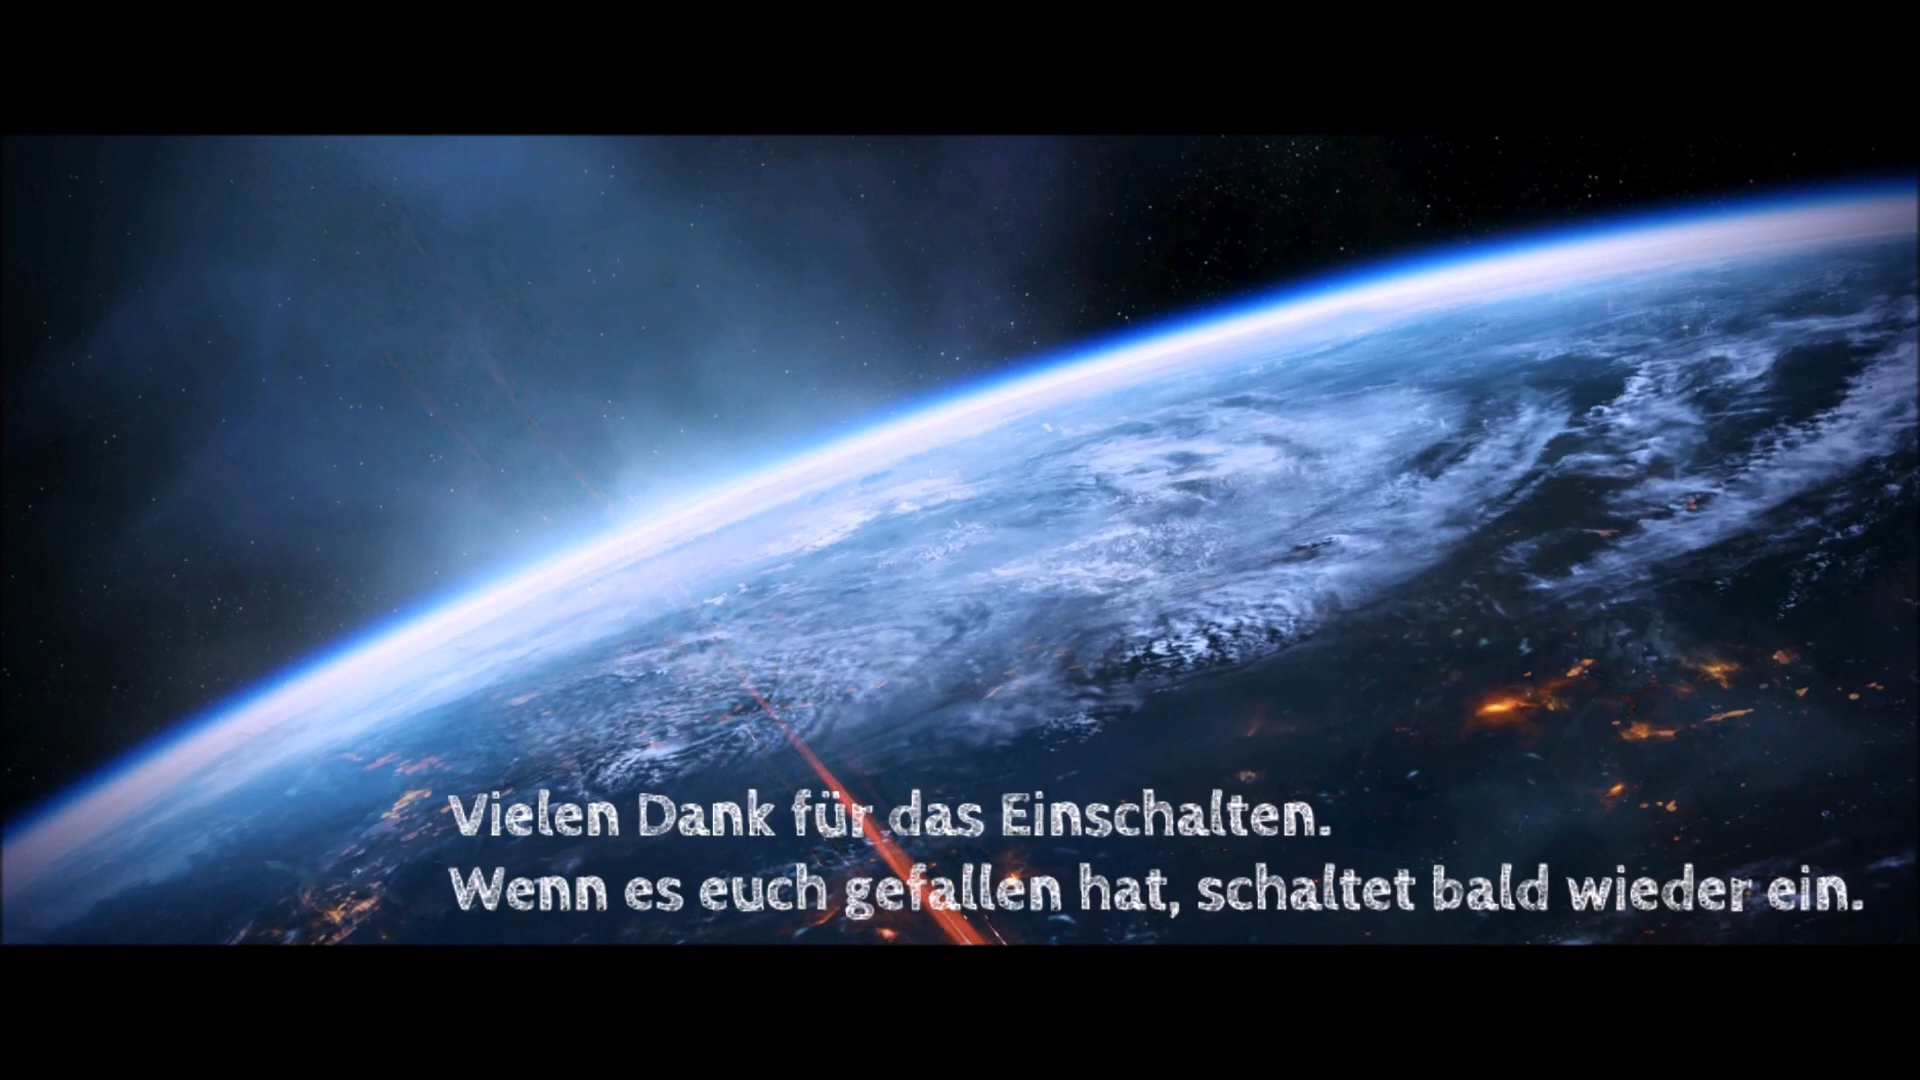 Vielen Dank für das Einschalten.
Wenn es euch gefallen hat, schaltet bald wieder ein.